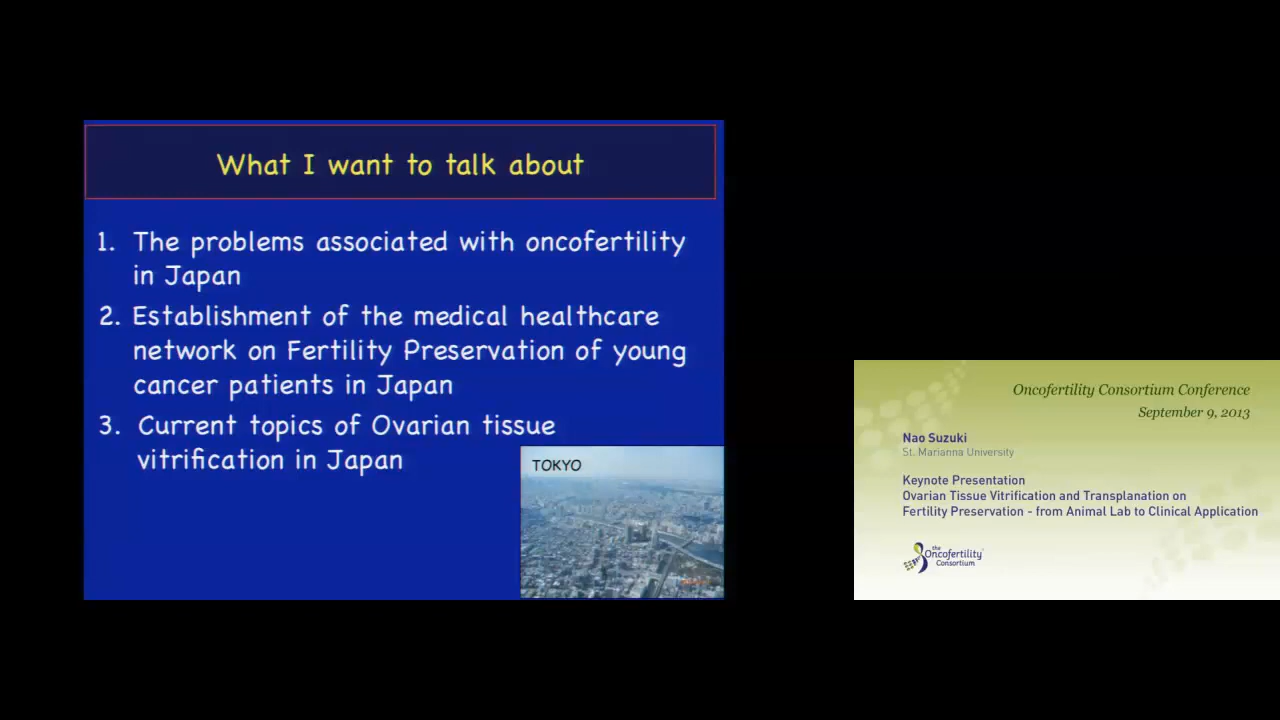 What I want to talk about
1. The problems associated with oncofertility
in Japan
2. Establishment of the medical healthcare
network on Fertility Preservation of young
cancer patients in Japan
3. Current topics of Ovarian tissue
vitrification in Japan
TOKYO
Oncofertility Consortium Conference
September 9, 2013
Nao Suzuki
St. Marianna University
Keynote Presentation
Ovarian Tissue Vitrification and Transplanation on
Fertility Preservation - from Animal Lab to Clinical Application
the
Oncofertility
Consortium